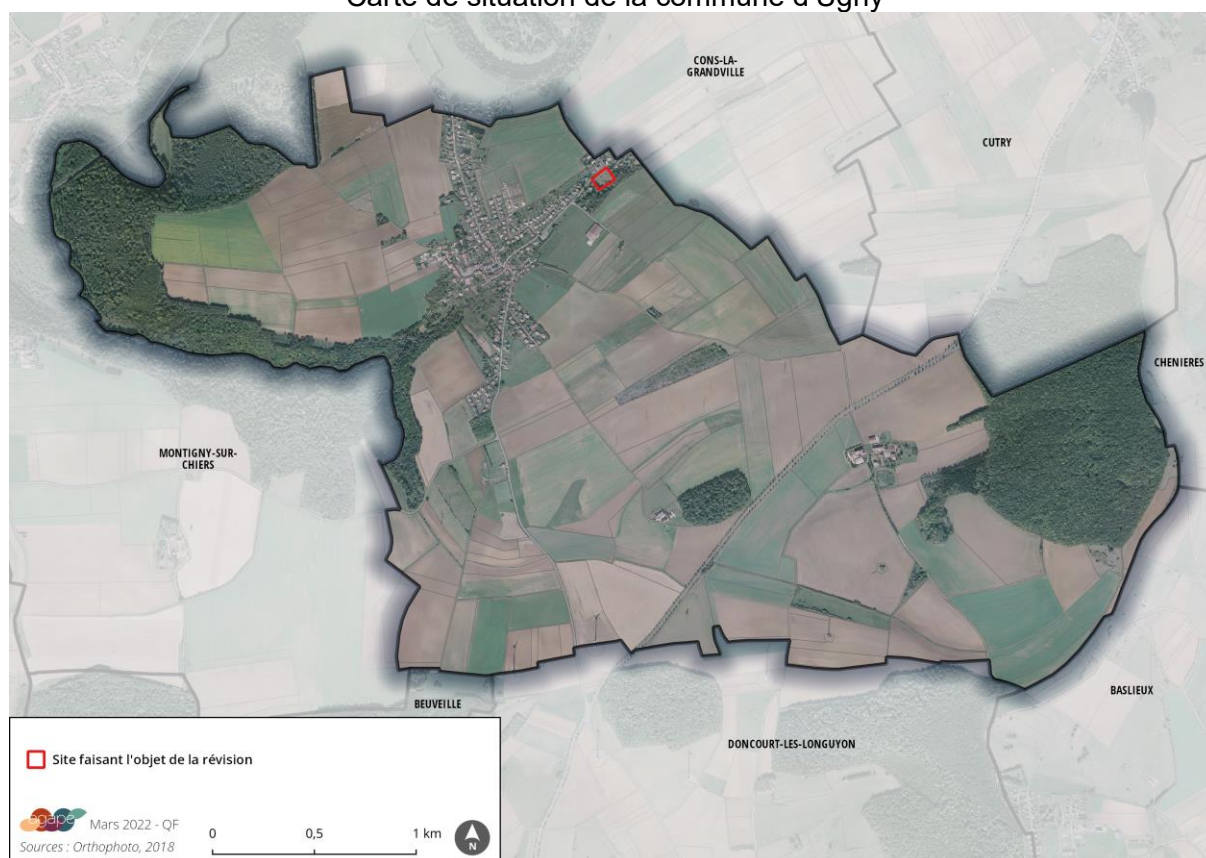 Carte de situation de la commune d'Ugny
CONS-LA-
GRANDVILLE
CUTRY
CHENIERES
MONTIGNY-SUR-
CHIERS
BEUVEILLE
BASLIEUX
DONCOURT-LES-LONGUYON
Site faisant l'objet de la révision
agape Mars 2022 - QF
Sources : Orthophoto, 2018
0 0,5 1 km
N